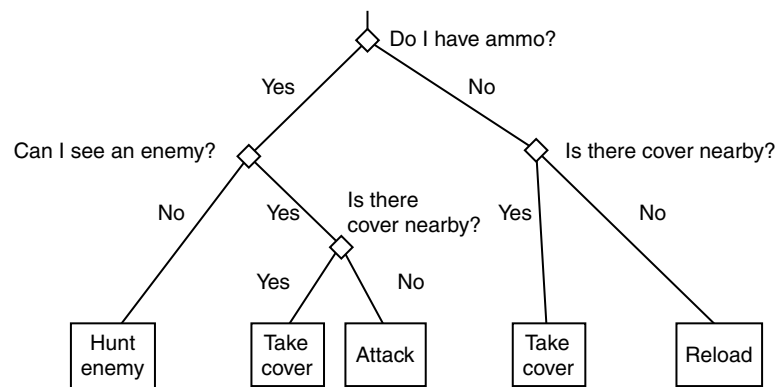 Do I have ammo?
Yes
No
Can I see an enemy?
Is there cover nearby?
No
Yes
Is there
cover nearby?
Yes
No
Yes
No
Hunt
enemy
Take
cover
Attack
Take
cover
Reload